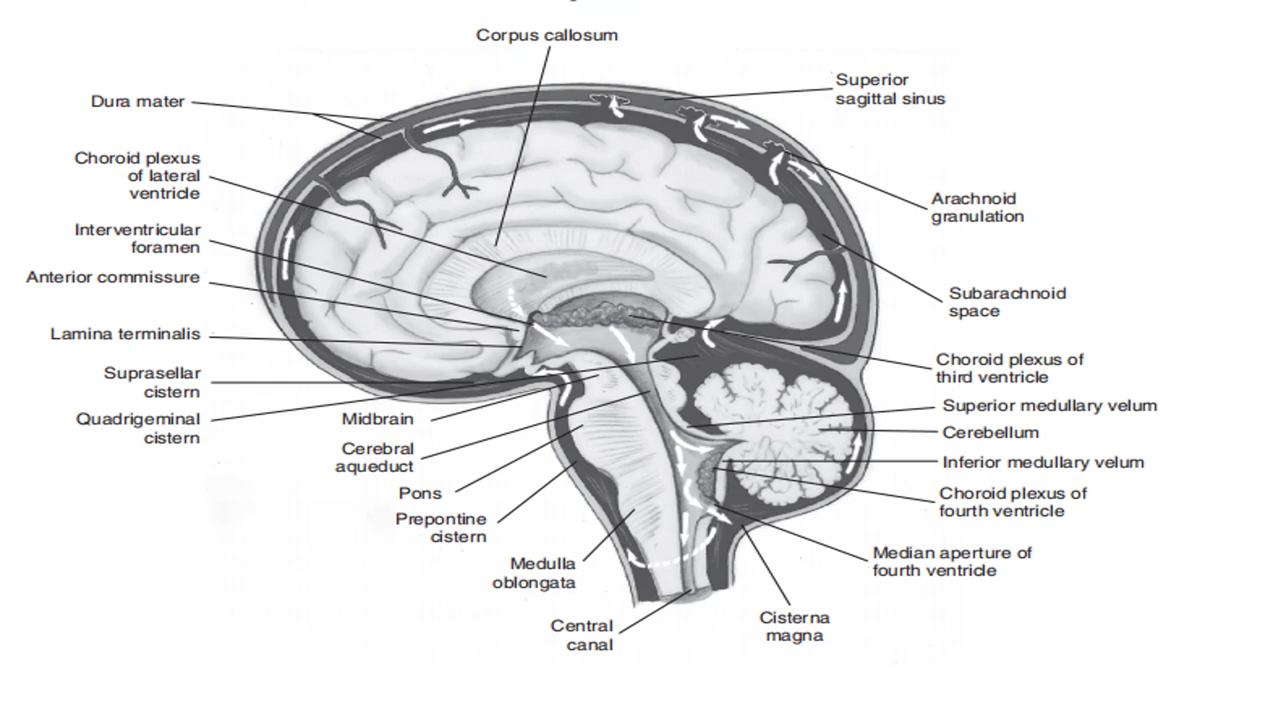 Corpus callosum
Dura mater
Choroid plexus
of lateral
ventricle
Interventricular
foramen
Anterior commissure
Lamina terminalis
Suprasellar
cistern
Quadrigeminal
cistern
Midbrain
Cerebral
aqueduct
Pons
Prepontine
cistern
Medulla
oblongata
Central
canal
Superior
sagittal sinus
Arachnoid
granulation
Subarachnoid
space
Choroid plexus of
third ventricle
Superior medullary velum
Cerebellum
Inferior medullary velum
Choroid plexus of
fourth ventricle
Median aperture of
fourth ventricle
Cisterna
magna